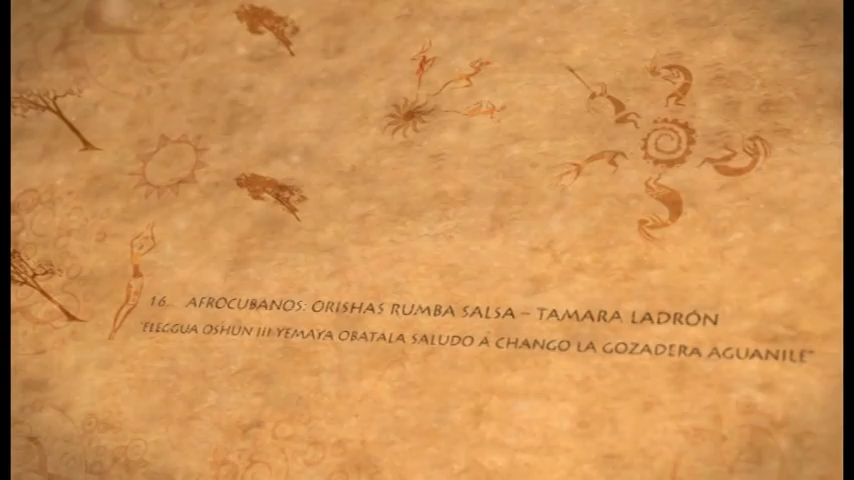 16. AFROCUBANOS: ORISHAS RUMBA SALSA – TAMARA LADRÓN
"ELEGGUA OSHUN III YEMAYA OBATALA SALUDO A CHANGO LA GOZADERA AGUANILE"